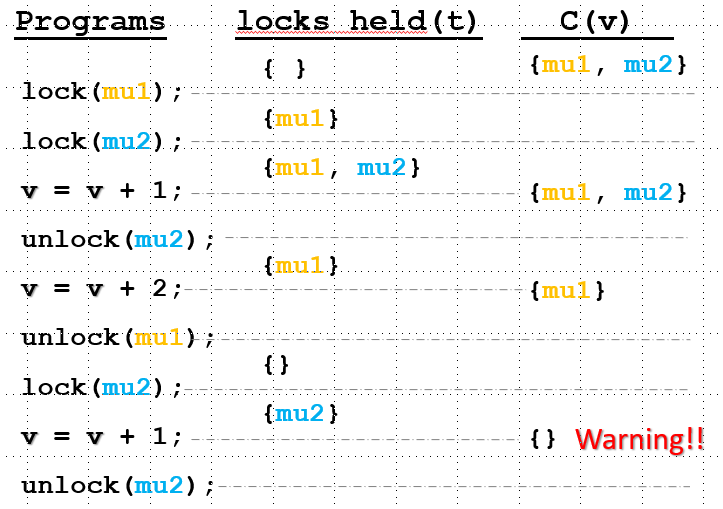 Programs locks held(t) C(v)
{ } {mu1, mu2}
lock(mu1);
{mu1}
lock(mu2);
{mu1, mu2}
v = v + 1; {mu1, mu2}
unlock(mu2);
{mu1}
v = v + 2; {mu1}
unlock(mu1);
{}
lock(mu2);
{mu2}
v = v + 1; {} Warning!!
unlock(mu2);